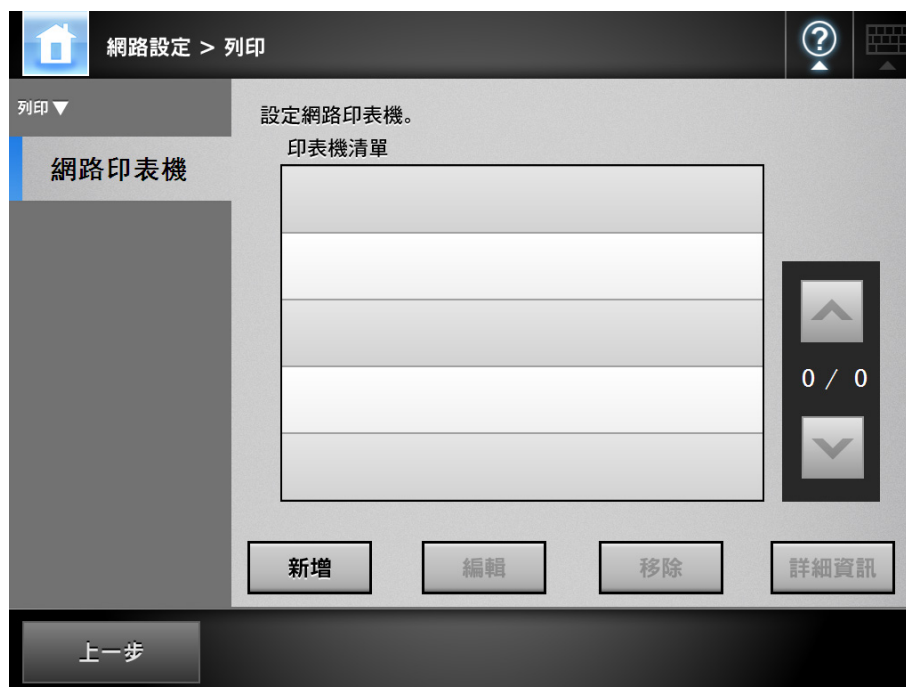 網路設定 > 列印
?
列印▼
網路印表機
設定網路印表機。
印表機清單
0 / 0
新增
編輯
移除
詳細資訊
上一步